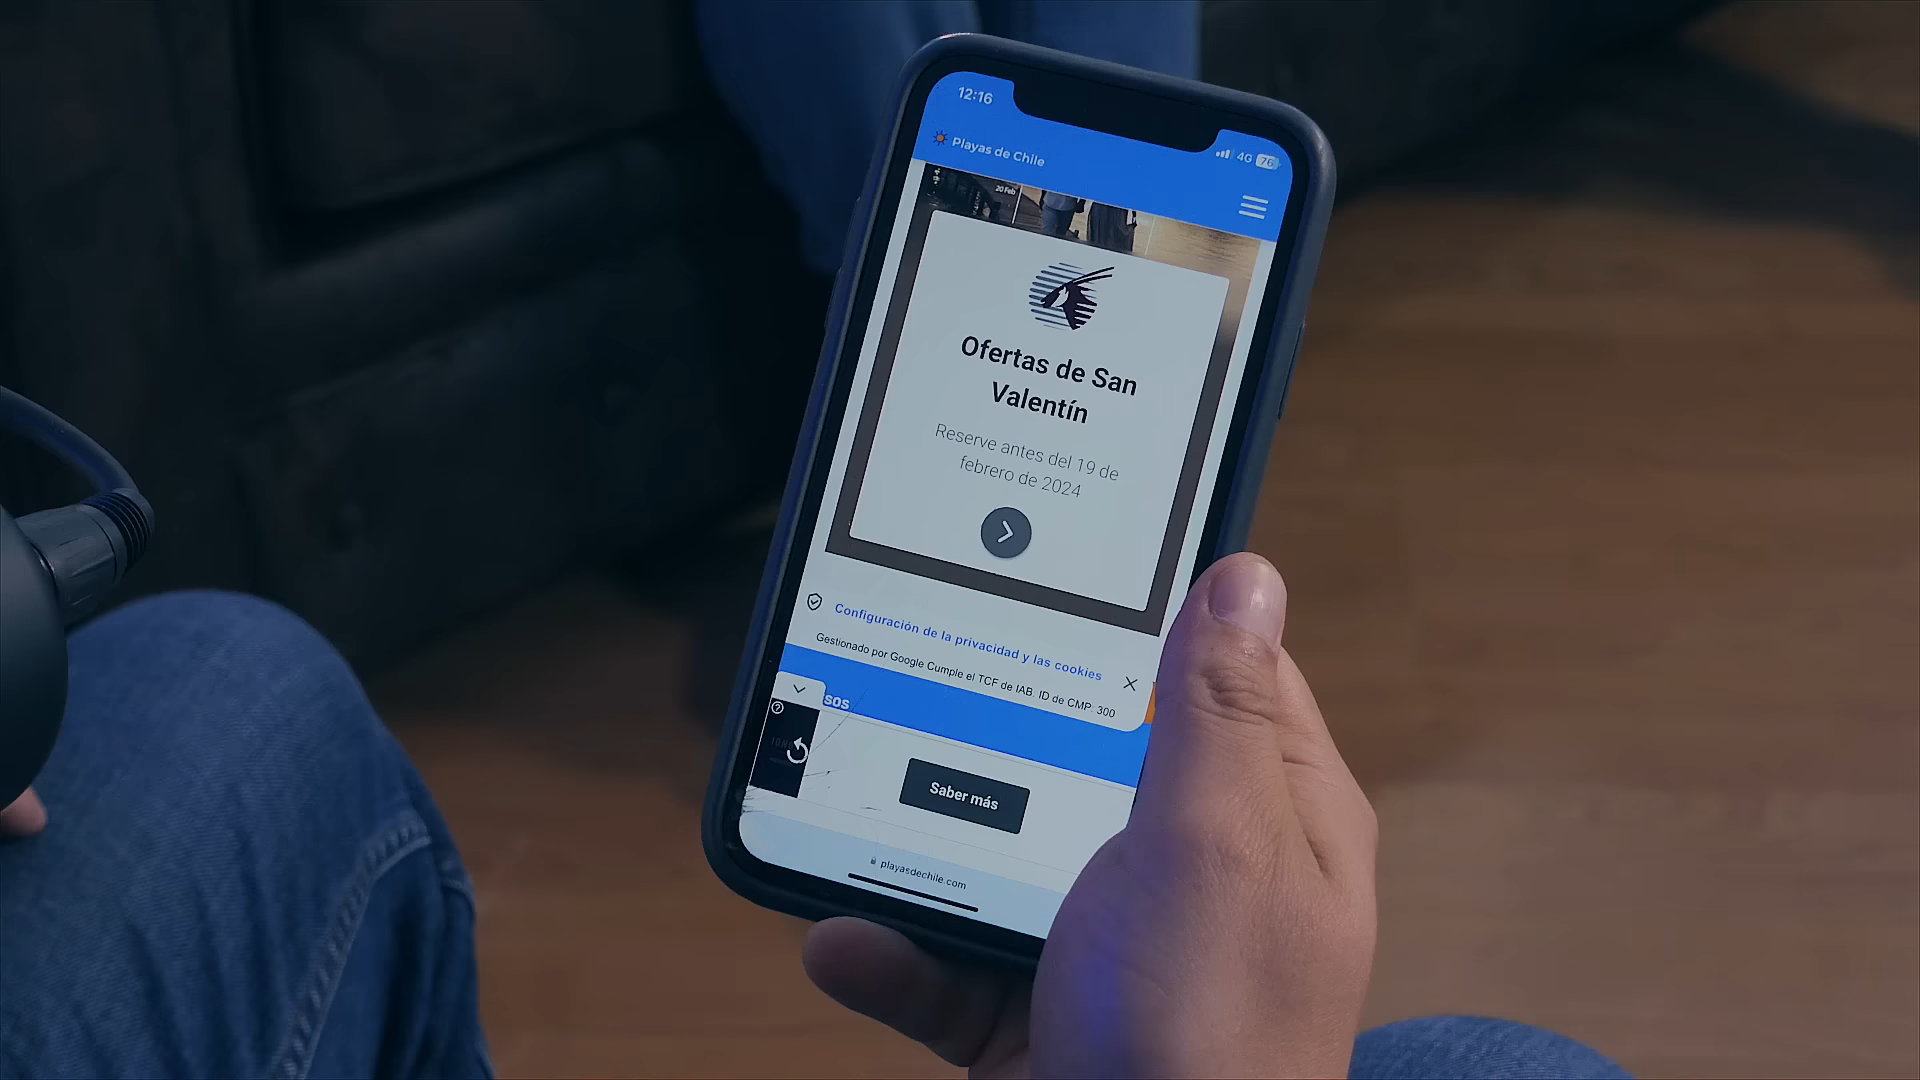 12:16
4G 76
Playas de Chile
20 Feb
Ofertas de San
Valentín
Reserve antes del 19 de
febrero de 2024
Configuración de la privacidad y las cookies
Gestionado por Google Cumple el TCF de IAB. ID de CMP: 300
sos
Saber más
playasdechile.com